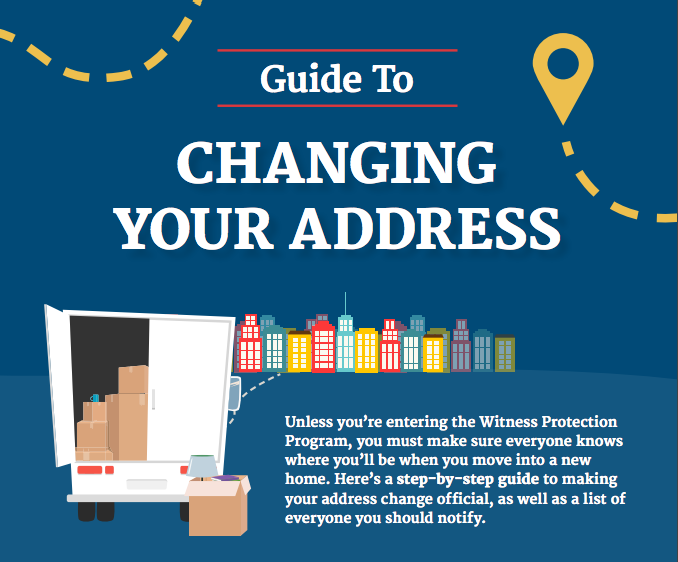 Guide To
CHANGING
YOUR ADDRESS
Unless you’re entering the Witness Protection
Program, you must make sure everyone knows
where you’ll be when you move into a new
home. Here’s a step-by-step guide to making
your address change official, as well as a list of
everyone you should notify.